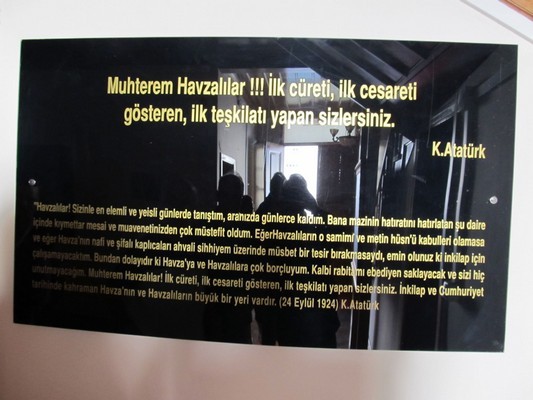 Muhterem Havzalılar !!! İlk cüreti, ilk cesareti
gösteren, ilk teşkilatı yapan sizlersiniz.
K.Atatürk
"Havzalılar! Sizinle en elemli ve yeisli günlerde tanıştım, aranızda günlerce kaldım. Bana mazinin hatıratını hatırlatan şu daire
içinde kıymettar mesai ve muavenetinizden çok müstefit oldum. EğerHavzalıların o samimî ve metin hüsn'ü kabulleri olamasa
ve eğer Havza'nın nafi ve şifalı kaplıcaları ahvali sihhiyem üzerinde müsbet bir tesir bırakmasaydı, emin olunuz ki inkilap için
çalışamayacaktım. Bundan dolayıdır ki Havza'ya ve Havzalılara çok borçluyum. Kalbi rabıtamı ebediyen saklayacak ve sizi hiç
unutmayacağım. Muhterem Havzalılar! İlk cüreti, ilk cesareti gösteren, ilk teşkilatı yapan sizlersiniz. İnkilap ve Cumhuriyet
tarihinde kahraman Havza'nın ve Havzalıların büyük bir yeri vardır. (24 Eylül 1924) K.Atatürk